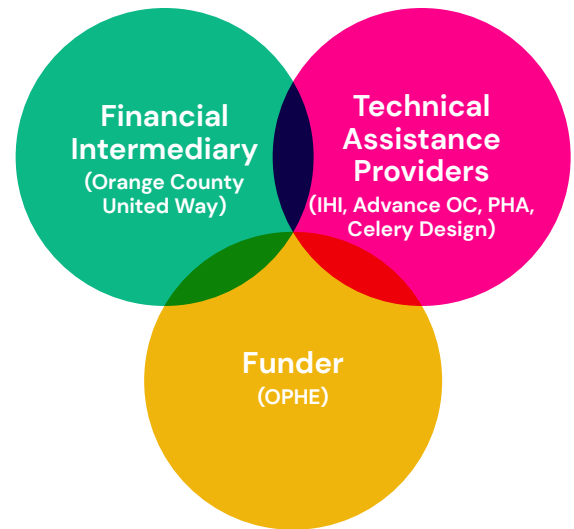 Financial
Intermediary
(Orange County
United Way)
Technical
Assistance
Providers
(IHI, Advance OC, PHA,
Celery Design)
Funder
(OPHE)